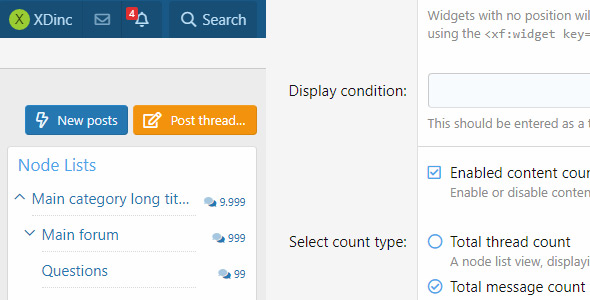 X XDinc 4 Search
New posts Post thread...
Node Lists
Main category long tit... 9.999
Main forum 999
Questions 99
Widgets with no position wil
using the <xf:widget key=
Display condition:
This should be entered as a t
Enabled content cour
Enable or disable conten
Select count type:
Total thread count
A node list view, displayi
Total message count